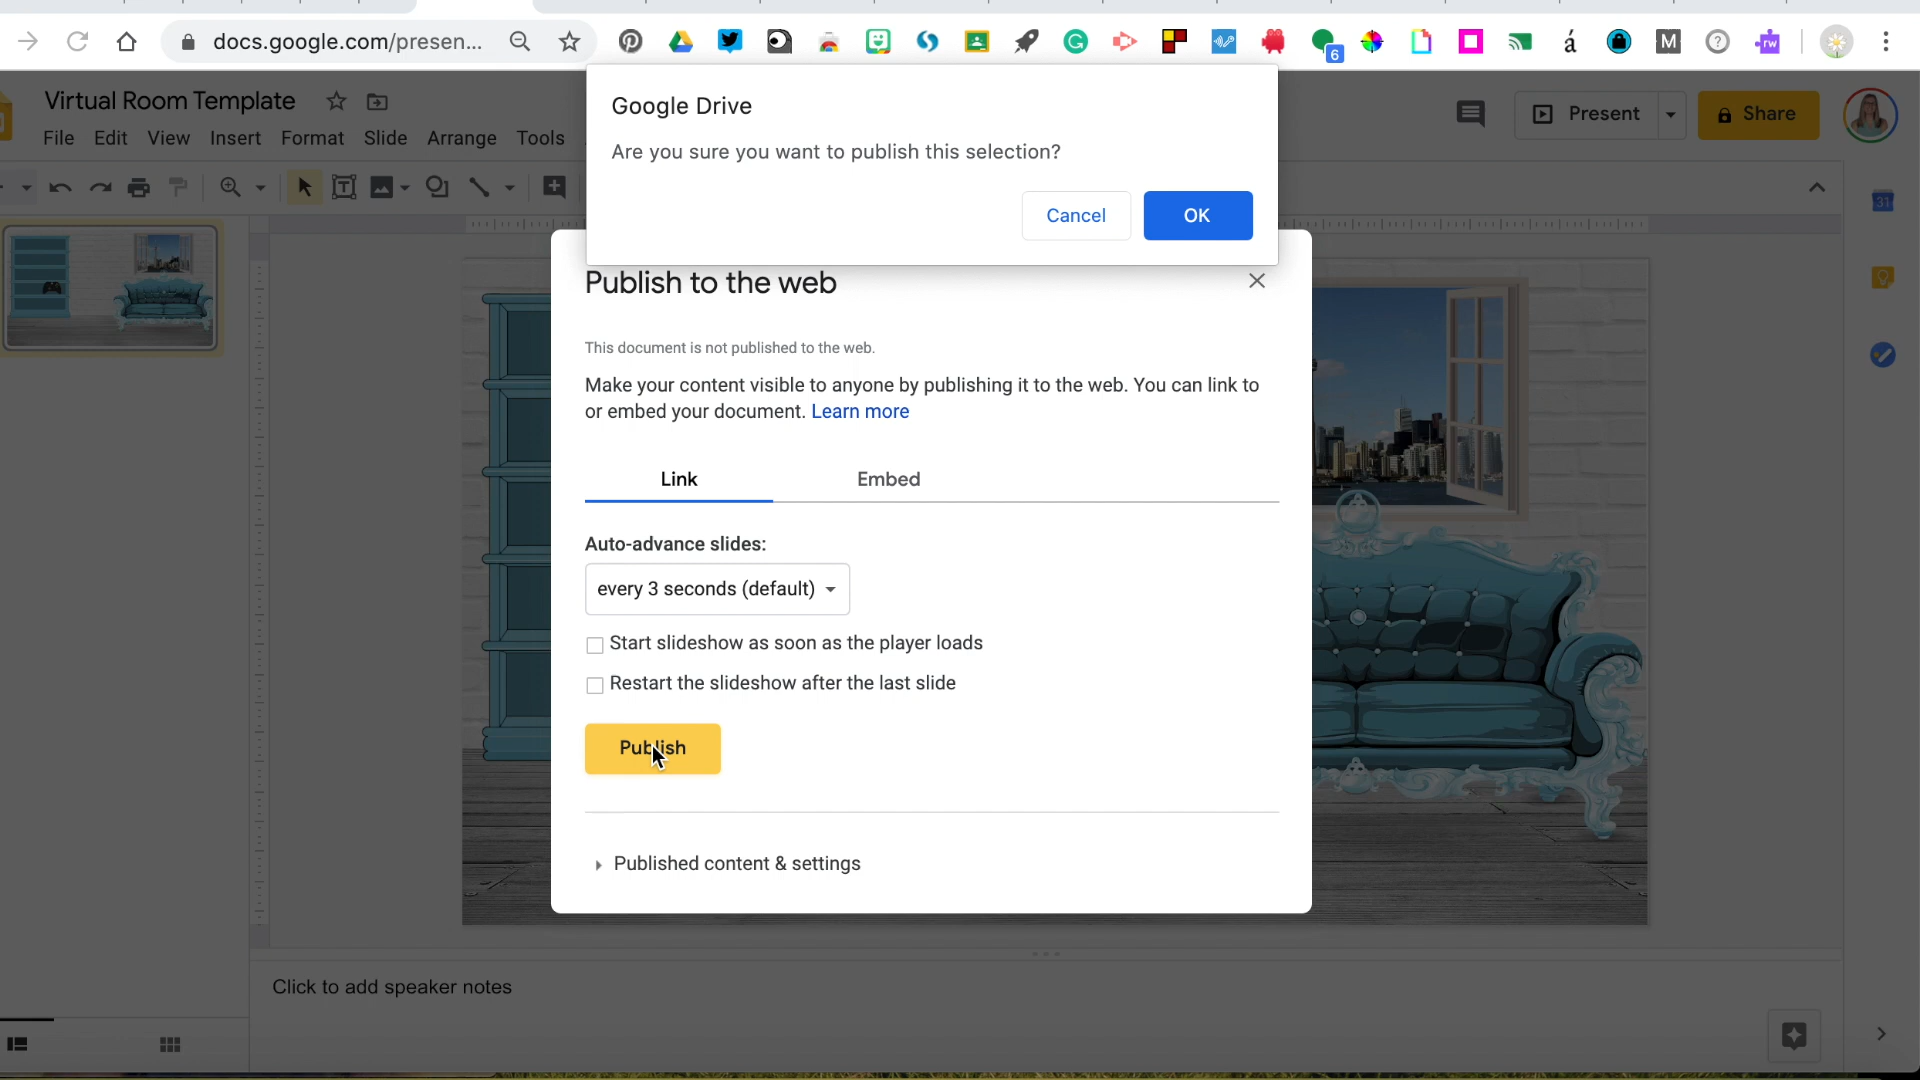 docs.google.com/presen...
6
rw
á
M
Virtual Room Template
File Edit View Insert Format Slide Arrange Tools
Present
Share
31
Google Drive
Are you sure you want to publish this selection?
Cancel
OK
Publish to the web
This document is not published to the web.
Make your content visible to anyone by publishing it to the web. You can link to
or embed your document. Learn more
Link
Embed
Auto-advance slides:
every 3 seconds (default)
Start slideshow as soon as the player loads
Restart the slideshow after the last slide
Publish
Published content & settings
Click to add speaker notes